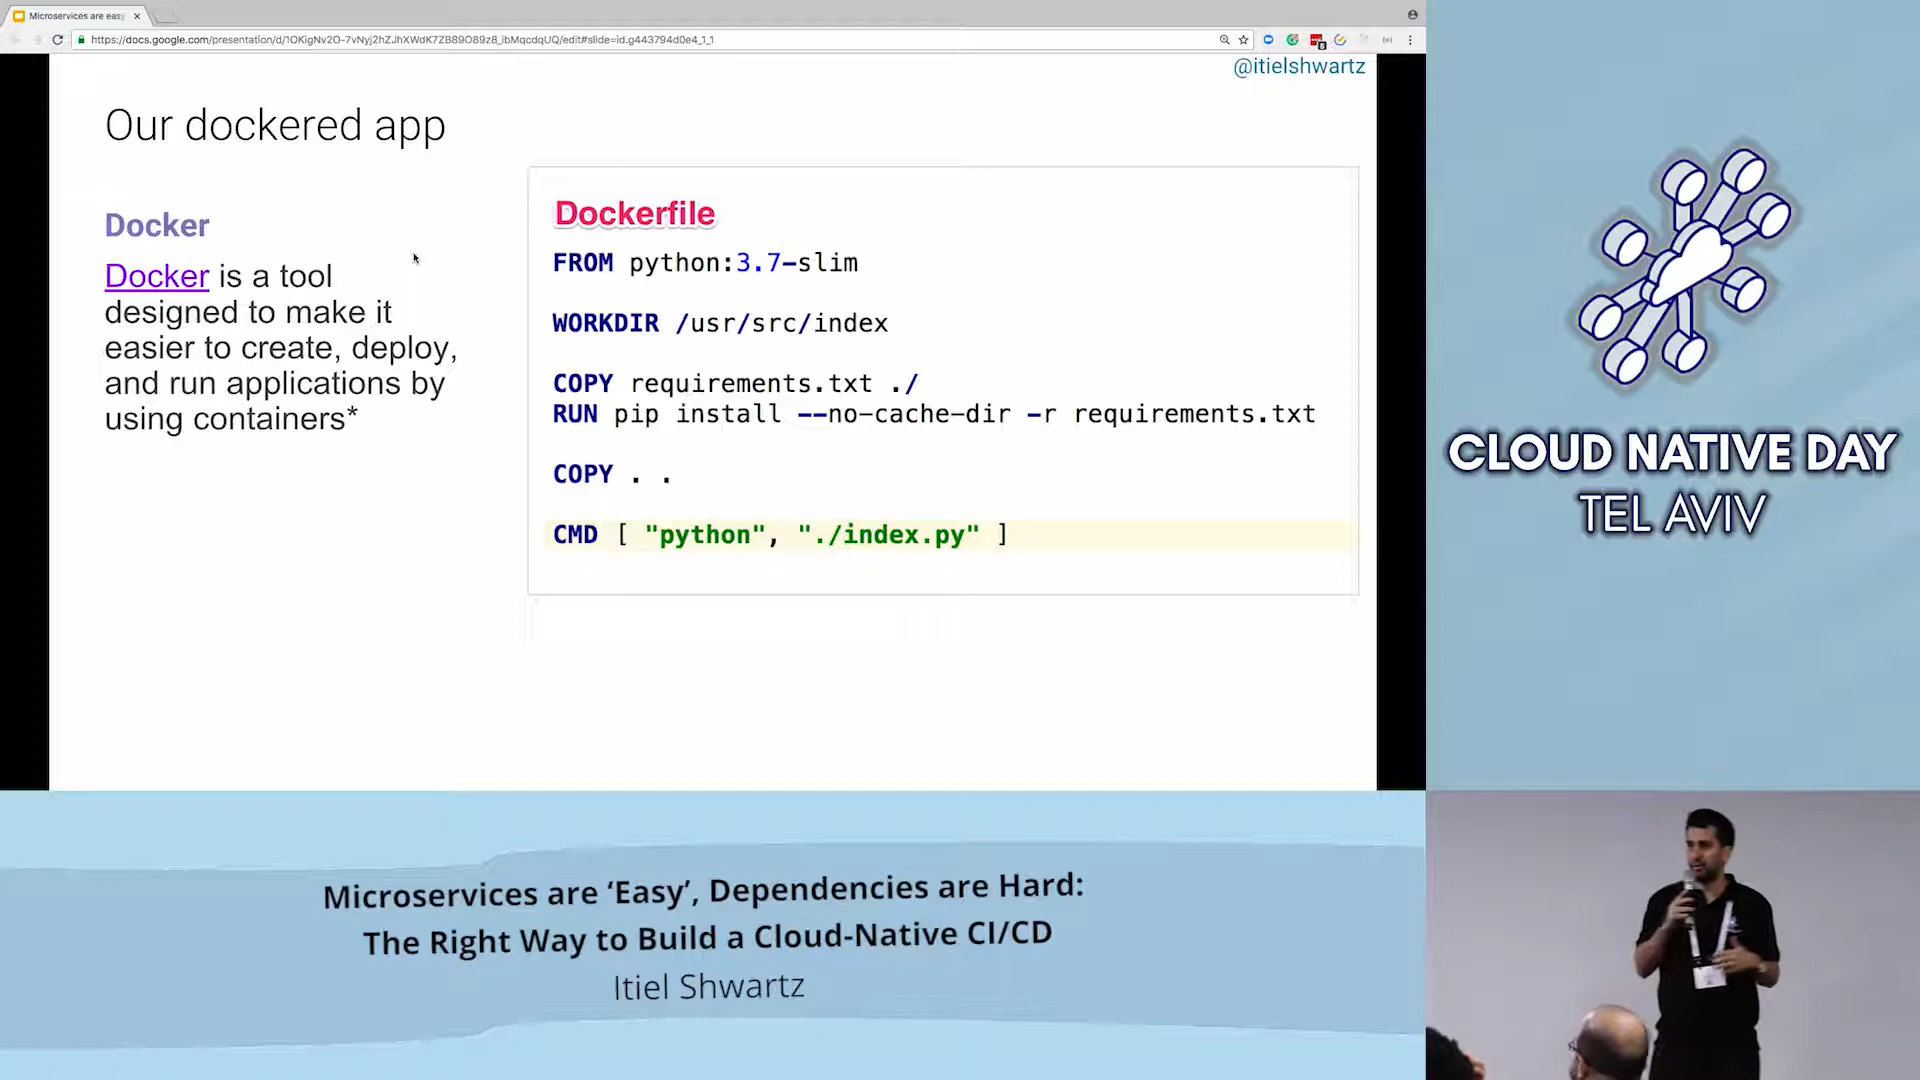 Microservices are easy
https://docs.google.com/presentation/d/1OKigNv2O-7vNyj2hZJhXWdK7ZB89O89z8_ibMqcdqUQ/edit#slide=id.g443794d0e4_1_1
@itielshwartz
Our dockered app
Docker
Docker is a tool
designed to make it
easier to create, deploy,
and run applications by
using containers*
Dockerfile
FROM python:3.7-slim
WORKDIR /usr/src/index
COPY requirements.txt ./
RUN pip install --no-cache-dir -r requirements.txt
COPY . .
CMD [ "python", "./index.py" ]
CLOUD NATIVE DAY
TEL AVIV
Microservices are ‘Easy’, Dependencies are Hard:
The Right Way to Build a Cloud-Native CI/CD
Itiel Shwartz